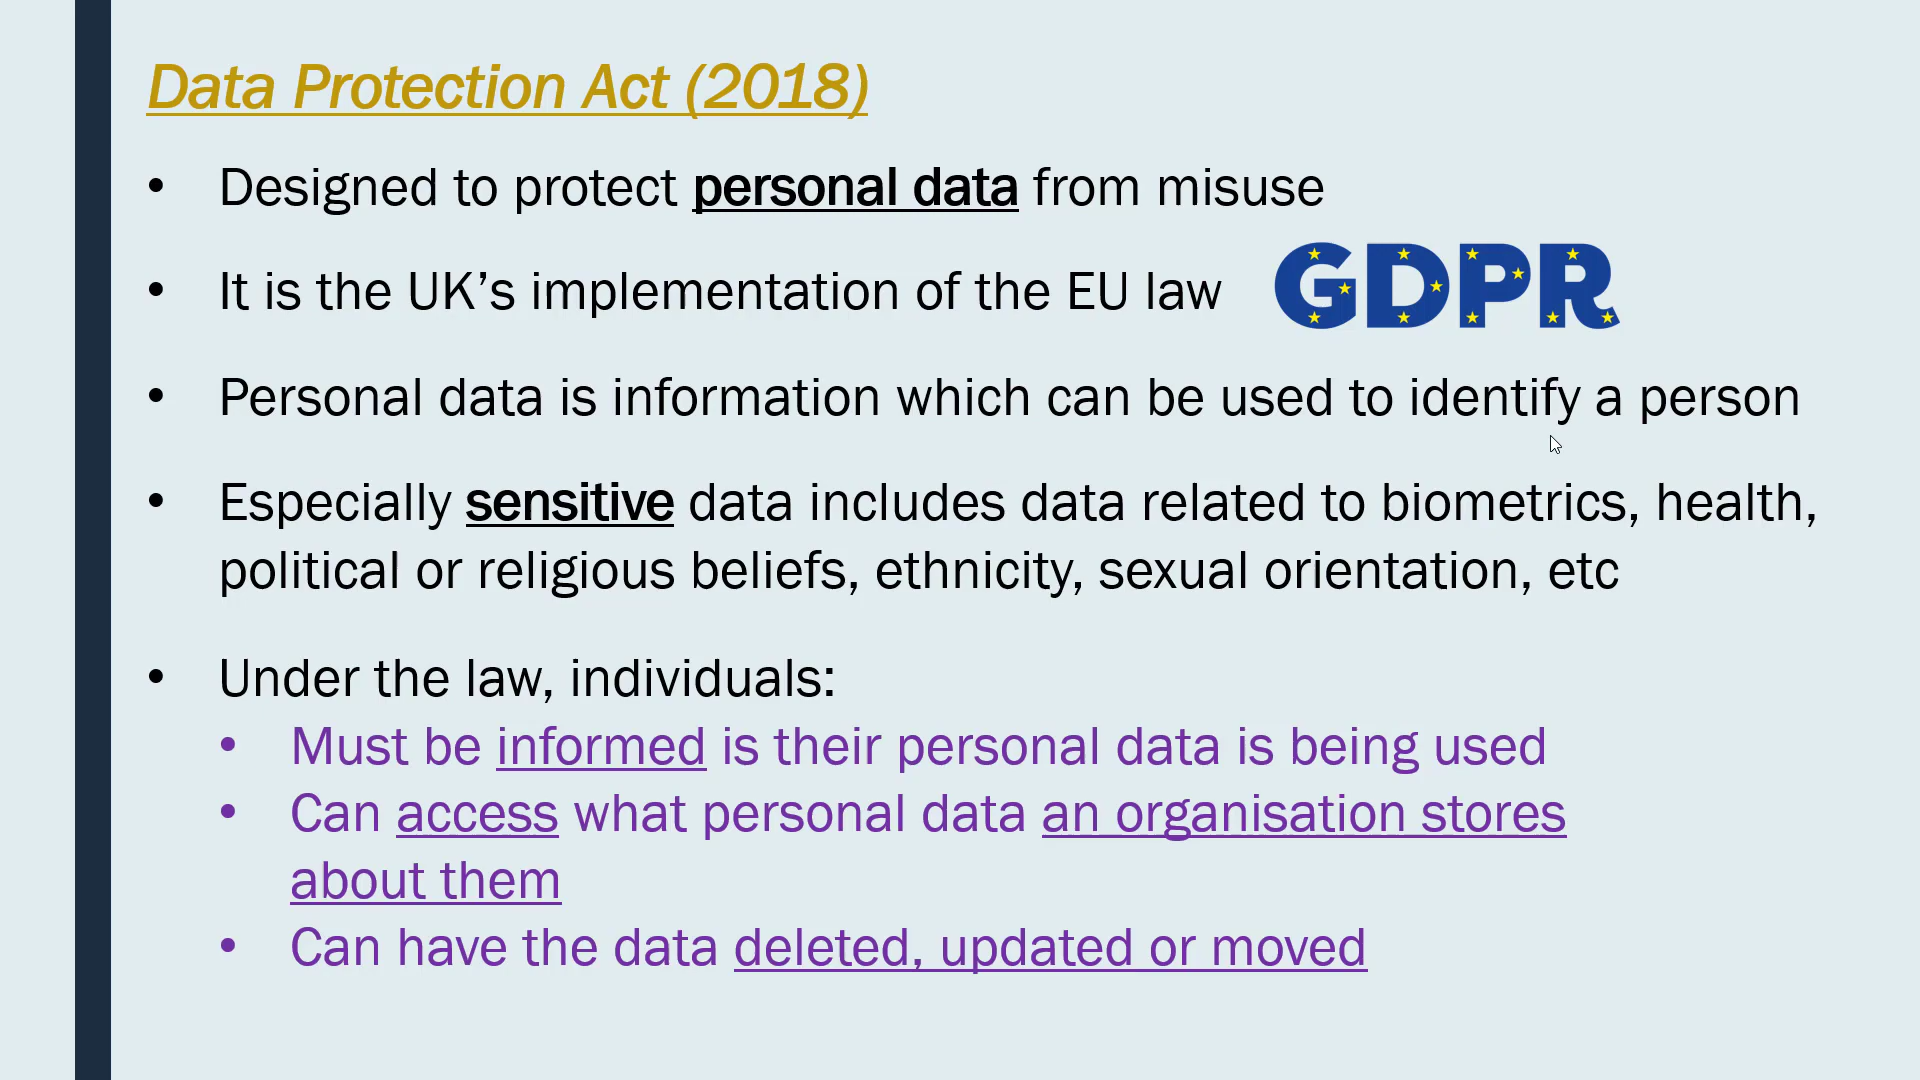 Data Protection Act (2018)
• Designed to protect personal data from misuse
• It is the UK’s implementation of the EU law GDPR
• Personal data is information which can be used to identify a person
• Especially sensitive data includes data related to biometrics, health,
political or religious beliefs, ethnicity, sexual orientation, etc
• Under the law, individuals:
• Must be informed is their personal data is being used
• Can access what personal data an organisation stores
about them
• Can have the data deleted, updated or moved